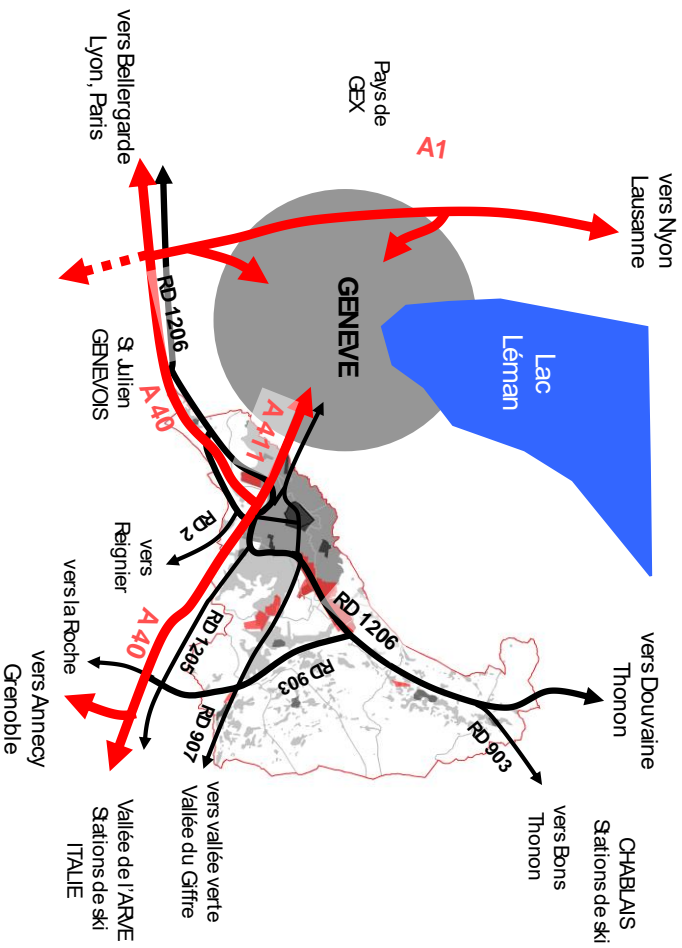 vers Bellergarde
Lyon, Paris
Pays de
GEX
A1
vers Nyon
Lausanne
GENEVE
Lac
Léman
RD 1206
St Julien
GENEVOIS
A 40
A 411
RD 2
vers
Reignier
vers la Roche
A 40
vers Annecy
Grenoble
RD 1205
RD 903
RD 907
RD 1206
RD 903
vers Douvaine
Thonon
vers Bons
Thonon
CHABLAIS
Stations de ski
vers vallée verte
Vallée du Giffre
Vallée de l'ARVE
Stations de ski
ITALIE